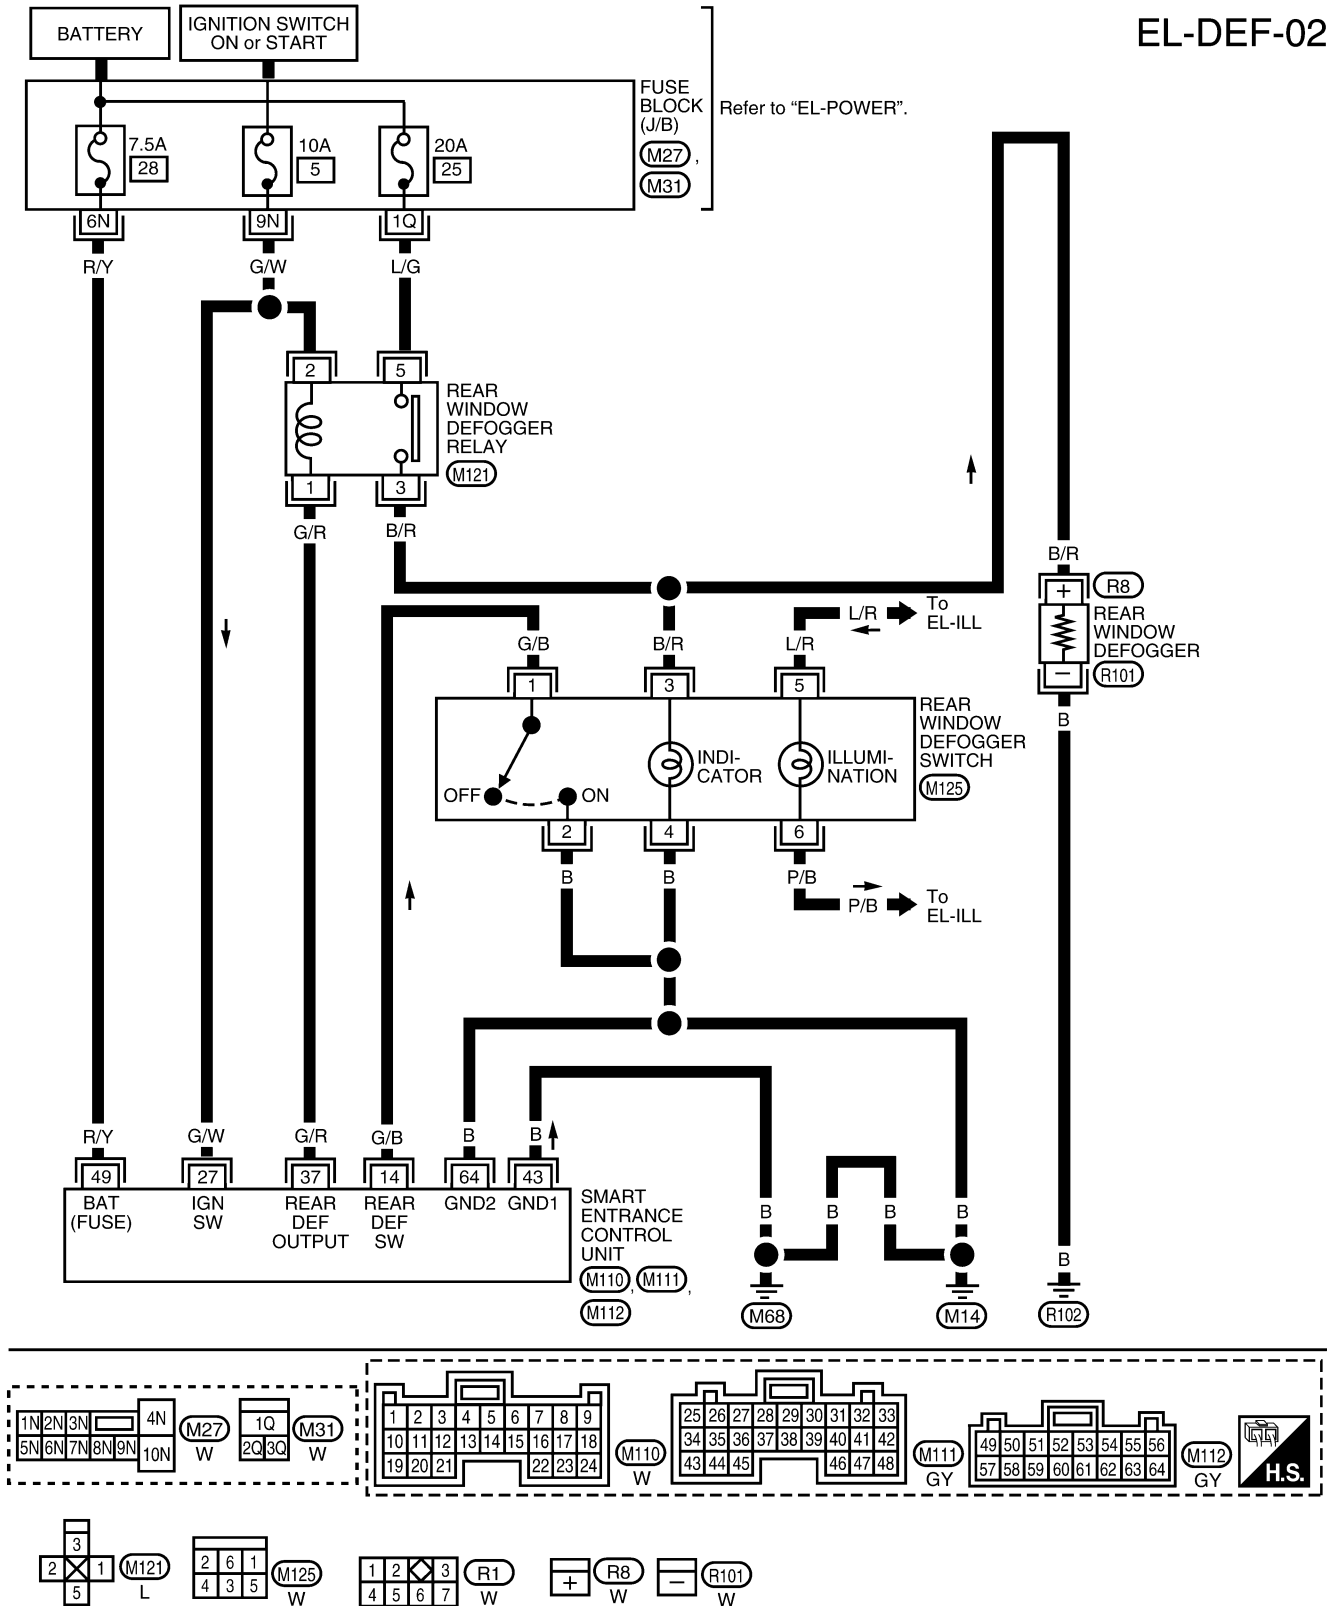 EL-DEF-02
BATTERY
IGNITION SWITCH
ON or START
FUSE
BLOCK
(J/B)
M27 ,
M31
Refer to “EL-POWER”.
7.5A
28
10A
5
20A
25
6N
9N
1Q
R/Y
G/W
L/G
2
5
REAR
WINDOW
DEFOGGER
RELAY
M121
1
3
G/R
B/R
B/R
+
R8
REAR
WINDOW
DEFOGGER
−
R101
B
G/B
B/R
L/R
L/R
To
EL-ILL
1
3
5
REAR
WINDOW
DEFOGGER
SWITCH
M125
INDI-
CATOR
ILLUMI-
NATION
OFF
ON
2
4
6
B
B
P/B
P/B
To
EL-ILL
R/Y
G/W
G/R
G/B
B
B
49
27
37
14
64
43
BAT
(FUSE)
IGN
SW
REAR
DEF
OUTPUT
REAR
DEF
SW
GND2
GND1
SMART
ENTRANCE
CONTROL
UNIT
M110 , M111 ,
M112
B
B
B
B
B
M68
M14
R102
1N 2N 3N 4N
5N 6N 7N 8N 9N 10N
M27
W
1Q
2Q 3Q
M31
W
1 2 3 4 5 6 7 8 9
10 11 12 13 14 15 16 17 18
19 20 21 22 23 24
M110
W
25 26 27 28 29 30 31 32 33
34 35 36 37 38 39 40 41 42
43 44 45 46 47 48
M111
GY
49 50 51 52 53 54 55 56
57 58 59 60 61 62 63 64
M112
GY
H.S.
3
2 1
5
M121
L
2 6 1
4 3 5
M125
W
1 2 3
4 5 6 7
R1
W
+
R8
W
−
R101
W